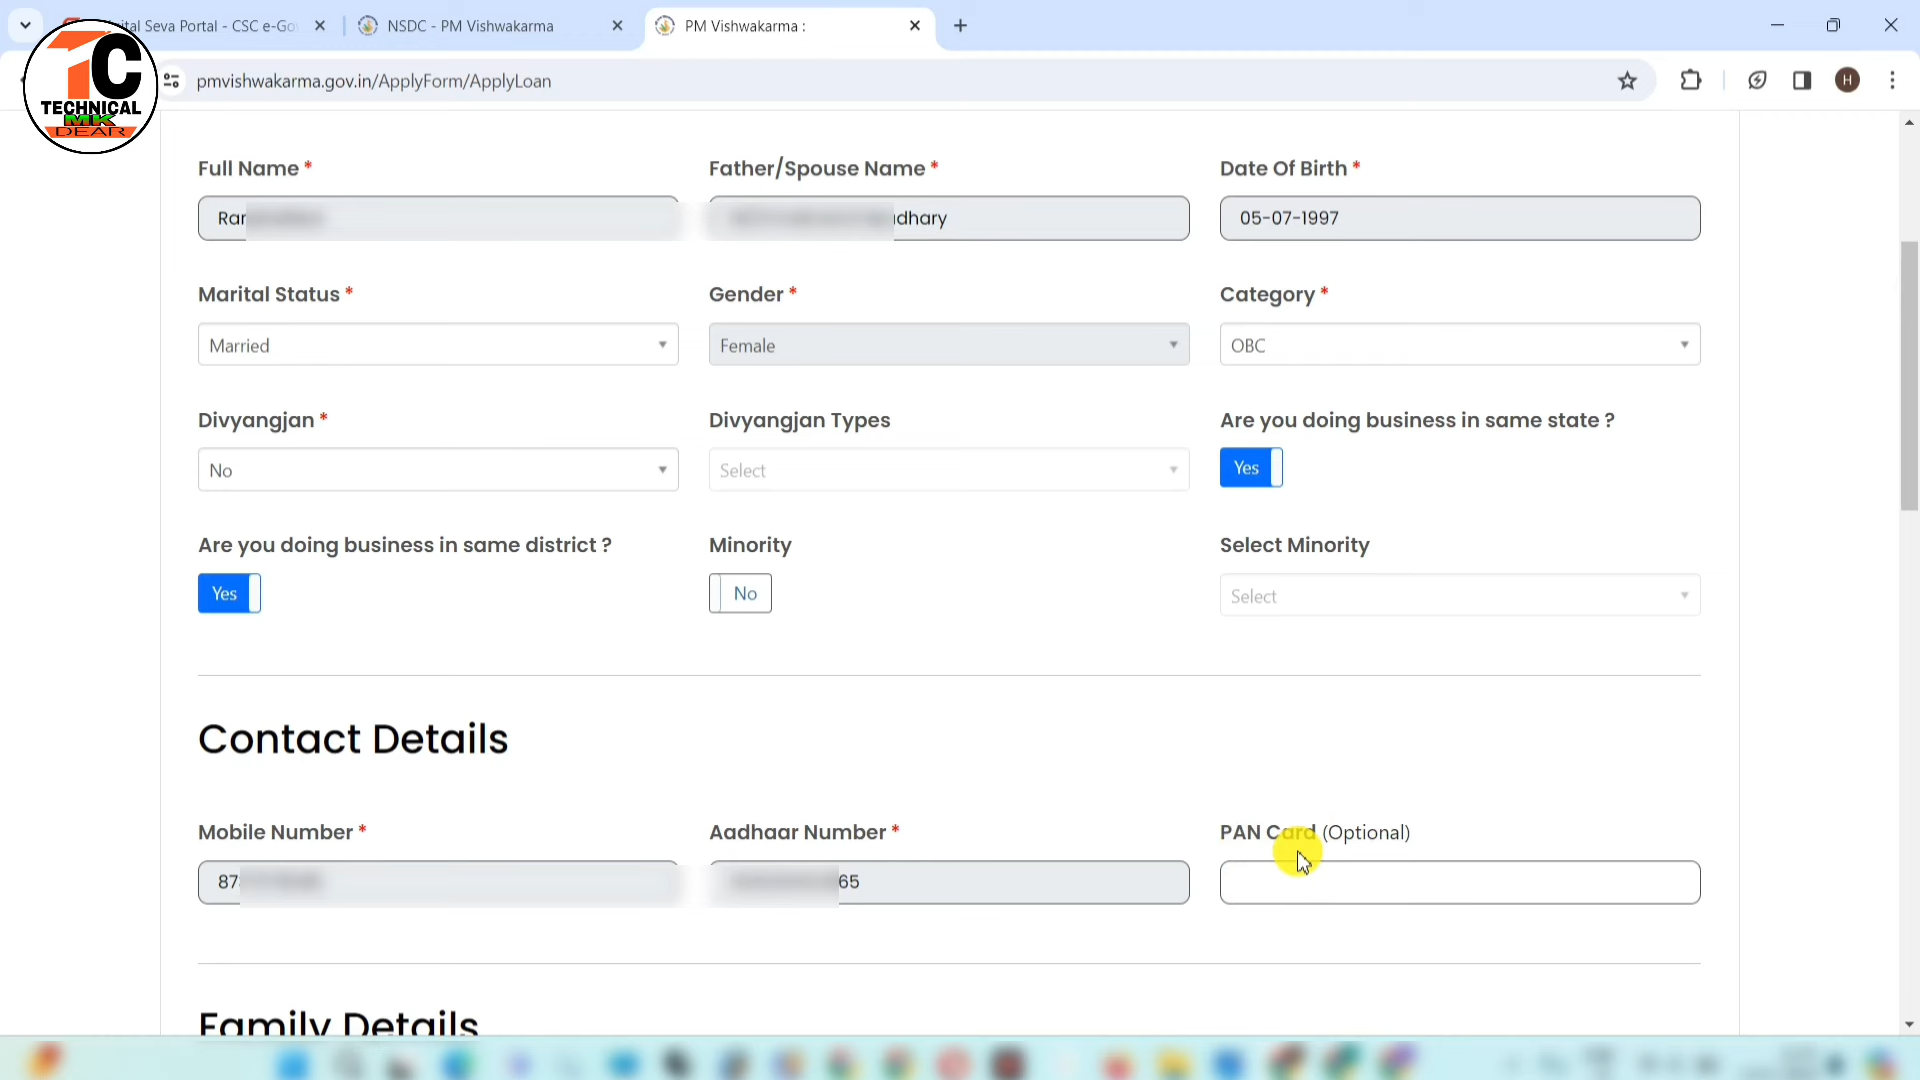 ital Seva Portal - CSC e-Go
NSDC - PM Vishwakarma
PM Vishwakarma :
pmvishwakarma.gov.in/ApplyForm/ApplyLoan
H
TC
TECHNICAL
MK
DEAR
Full Name *
Father/Spouse Name *
Date Of Birth *
Rar
dhary
05-07-1997
Marital Status *
Gender *
Category *
Married
Female
OBC
Divyangjan *
Divyangjan Types
Are you doing business in same state ?
No
Select
Yes
Are you doing business in same district ?
Minority
Select Minority
Yes
No
Select
Contact Details
Mobile Number *
Aadhaar Number *
PAN Card (Optional)
87
65
Family Details